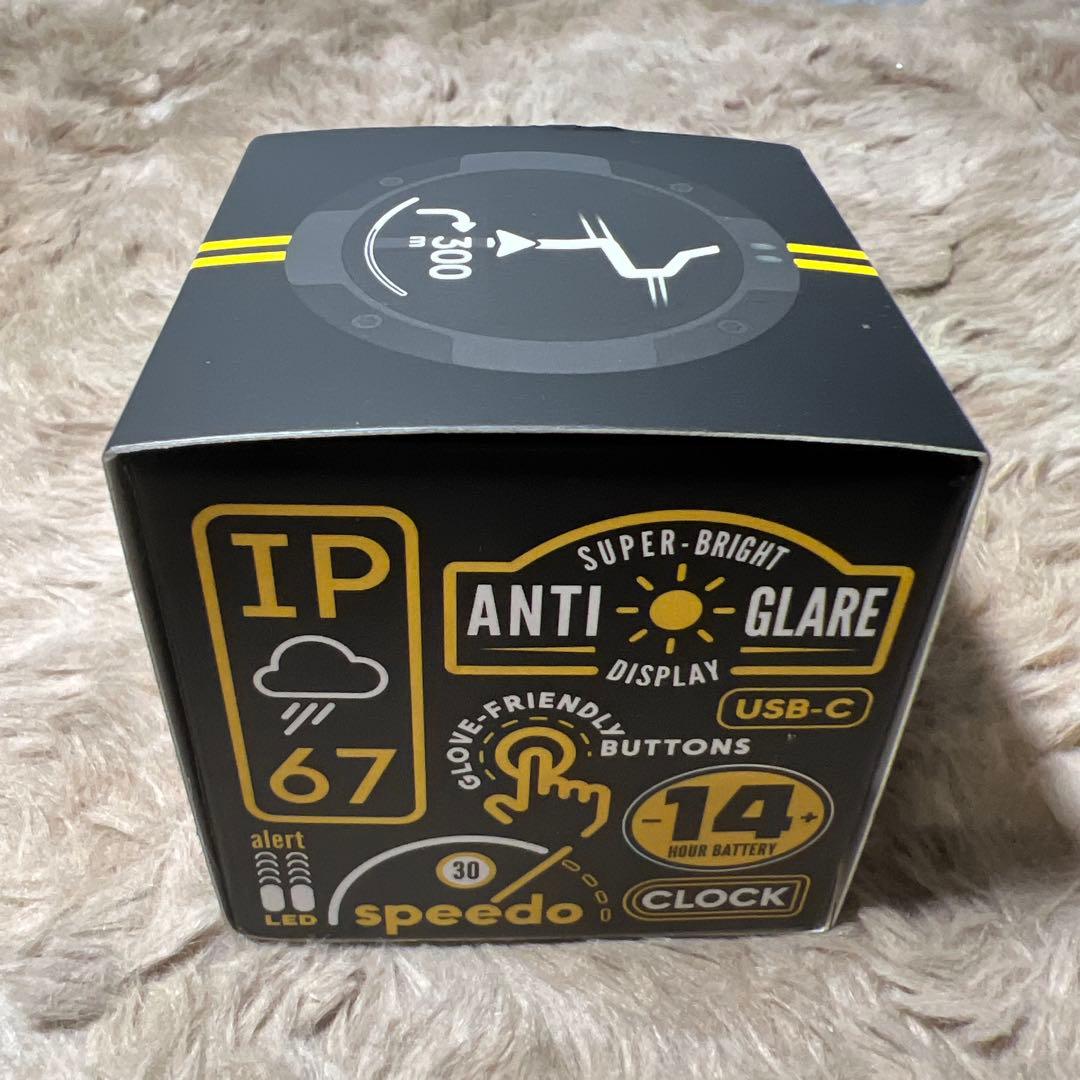 300
m
IP
67
SUPER-BRIGHT
ANTI GLARE
DISPLAY
USB-C
GLOVE-FRIENDLY
BUTTONS
- 14 +
HOUR BATTERY
alert
LED
30
speedo
CLOCK